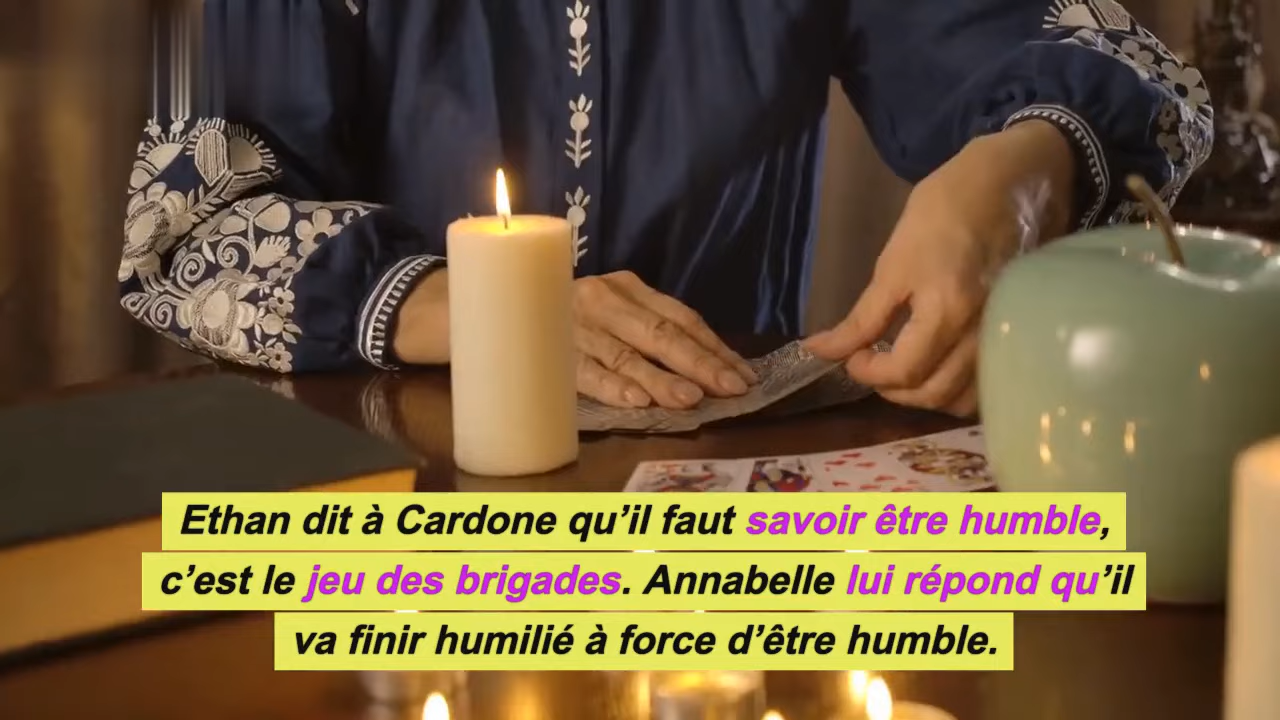 Ethan dit à Cardone qu’il faut savoir être humble,
c’est le jeu des brigades. Annabelle lui répond qu’il
va finir humilié à force d’être humble.